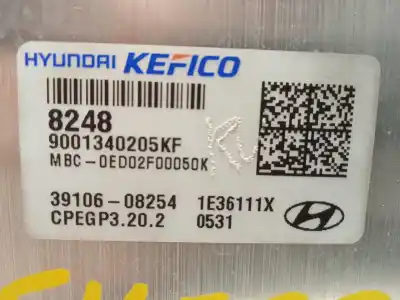 HYUNDAI KEFICO
8248
9001340205KF
MBC-0ED02F00050K
39106-08254 1E36111X
CPEGP3.20.2 0531